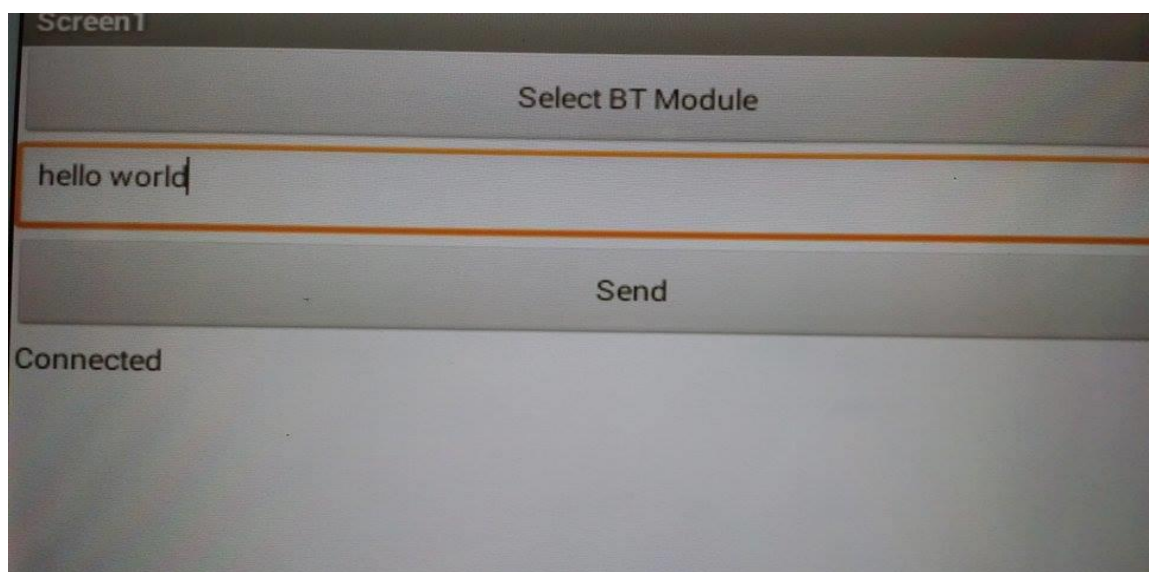 Screen1
Select BT Module
hello world
Send
Connected